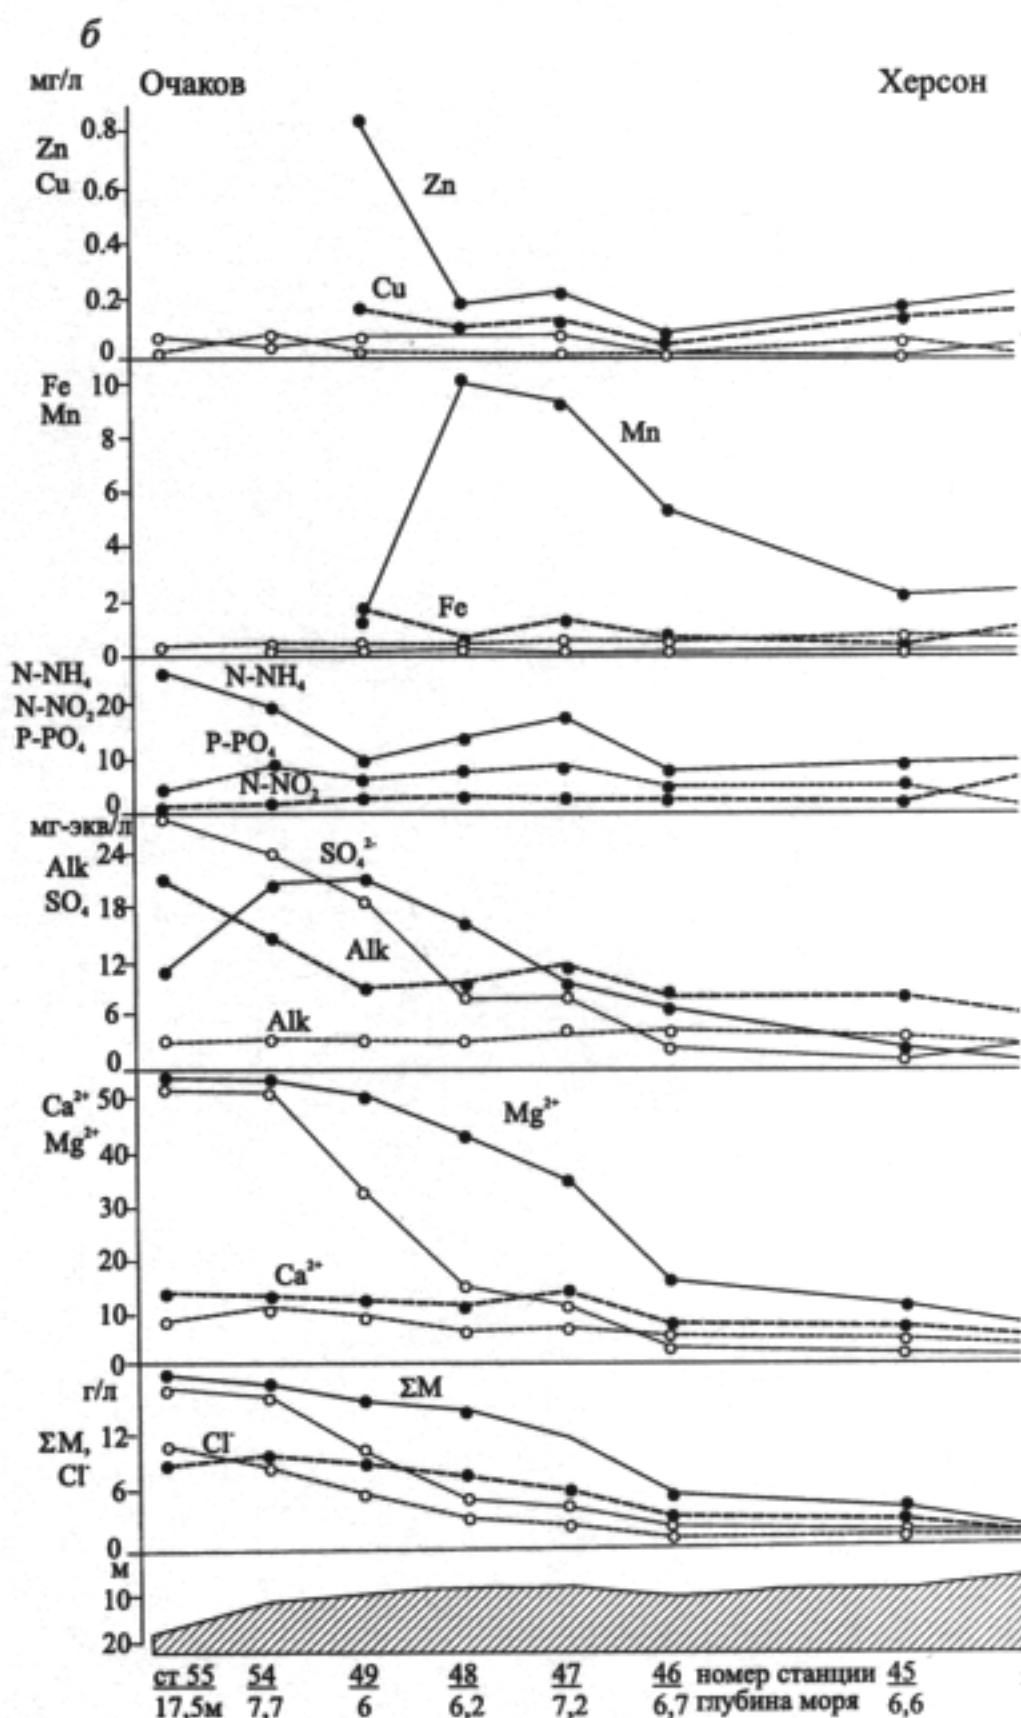 б
мг/л Очаков Херсон
0.8
Zn
Cu 0.6
Zn
0.4
Cu
0.2
0
Fe 10
Mn
8
Mn
6
4
2
Fe
0
N-NH₄ N-NH₄
N-NO₂ 20
P-PO₄ P-PO₄
10
N-NO₂
0
мг-экв/л
24 SO₄²⁻
Alk
SO₄ 18
Alk
12
6 Alk
0
50
Ca²⁺ Mg²⁺
Mg²⁺ 40
30
20
Ca²⁺
10
0
г/л ΣM
12
ΣM, Cl⁻
Cl⁻
6
0
м
10
20
ст 55 54 49 48 47 46 номер станции 45
17,5м 7,7 6 6,2 7,2 6,7 глубина моря 6,6